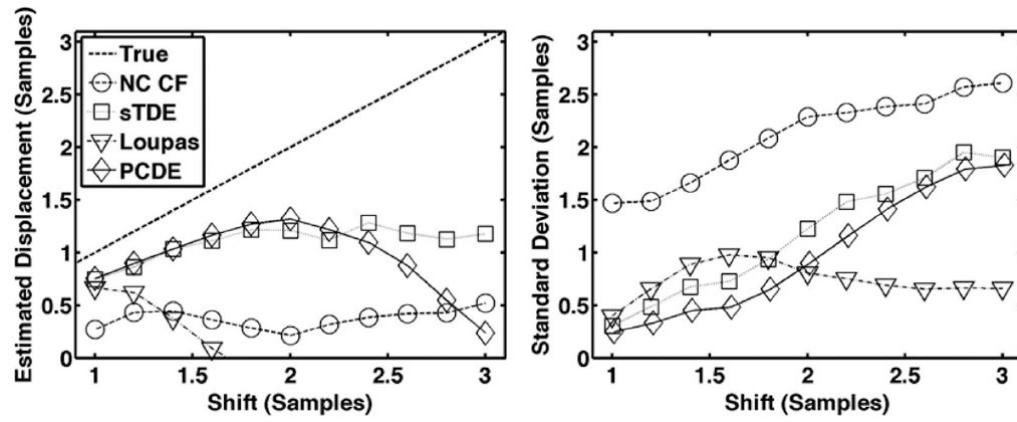 Estimated Displacement (Samples)
3
2.5
2
1.5
1
0.5
0
True
NC CF
sTDE
Loupas
PCDE
1 1.5 2 2.5 3
Shift (Samples)
Standard Deviation (Samples)
3
2.5
2
1.5
1
0.5
0
1 1.5 2 2.5 3
Shift (Samples)